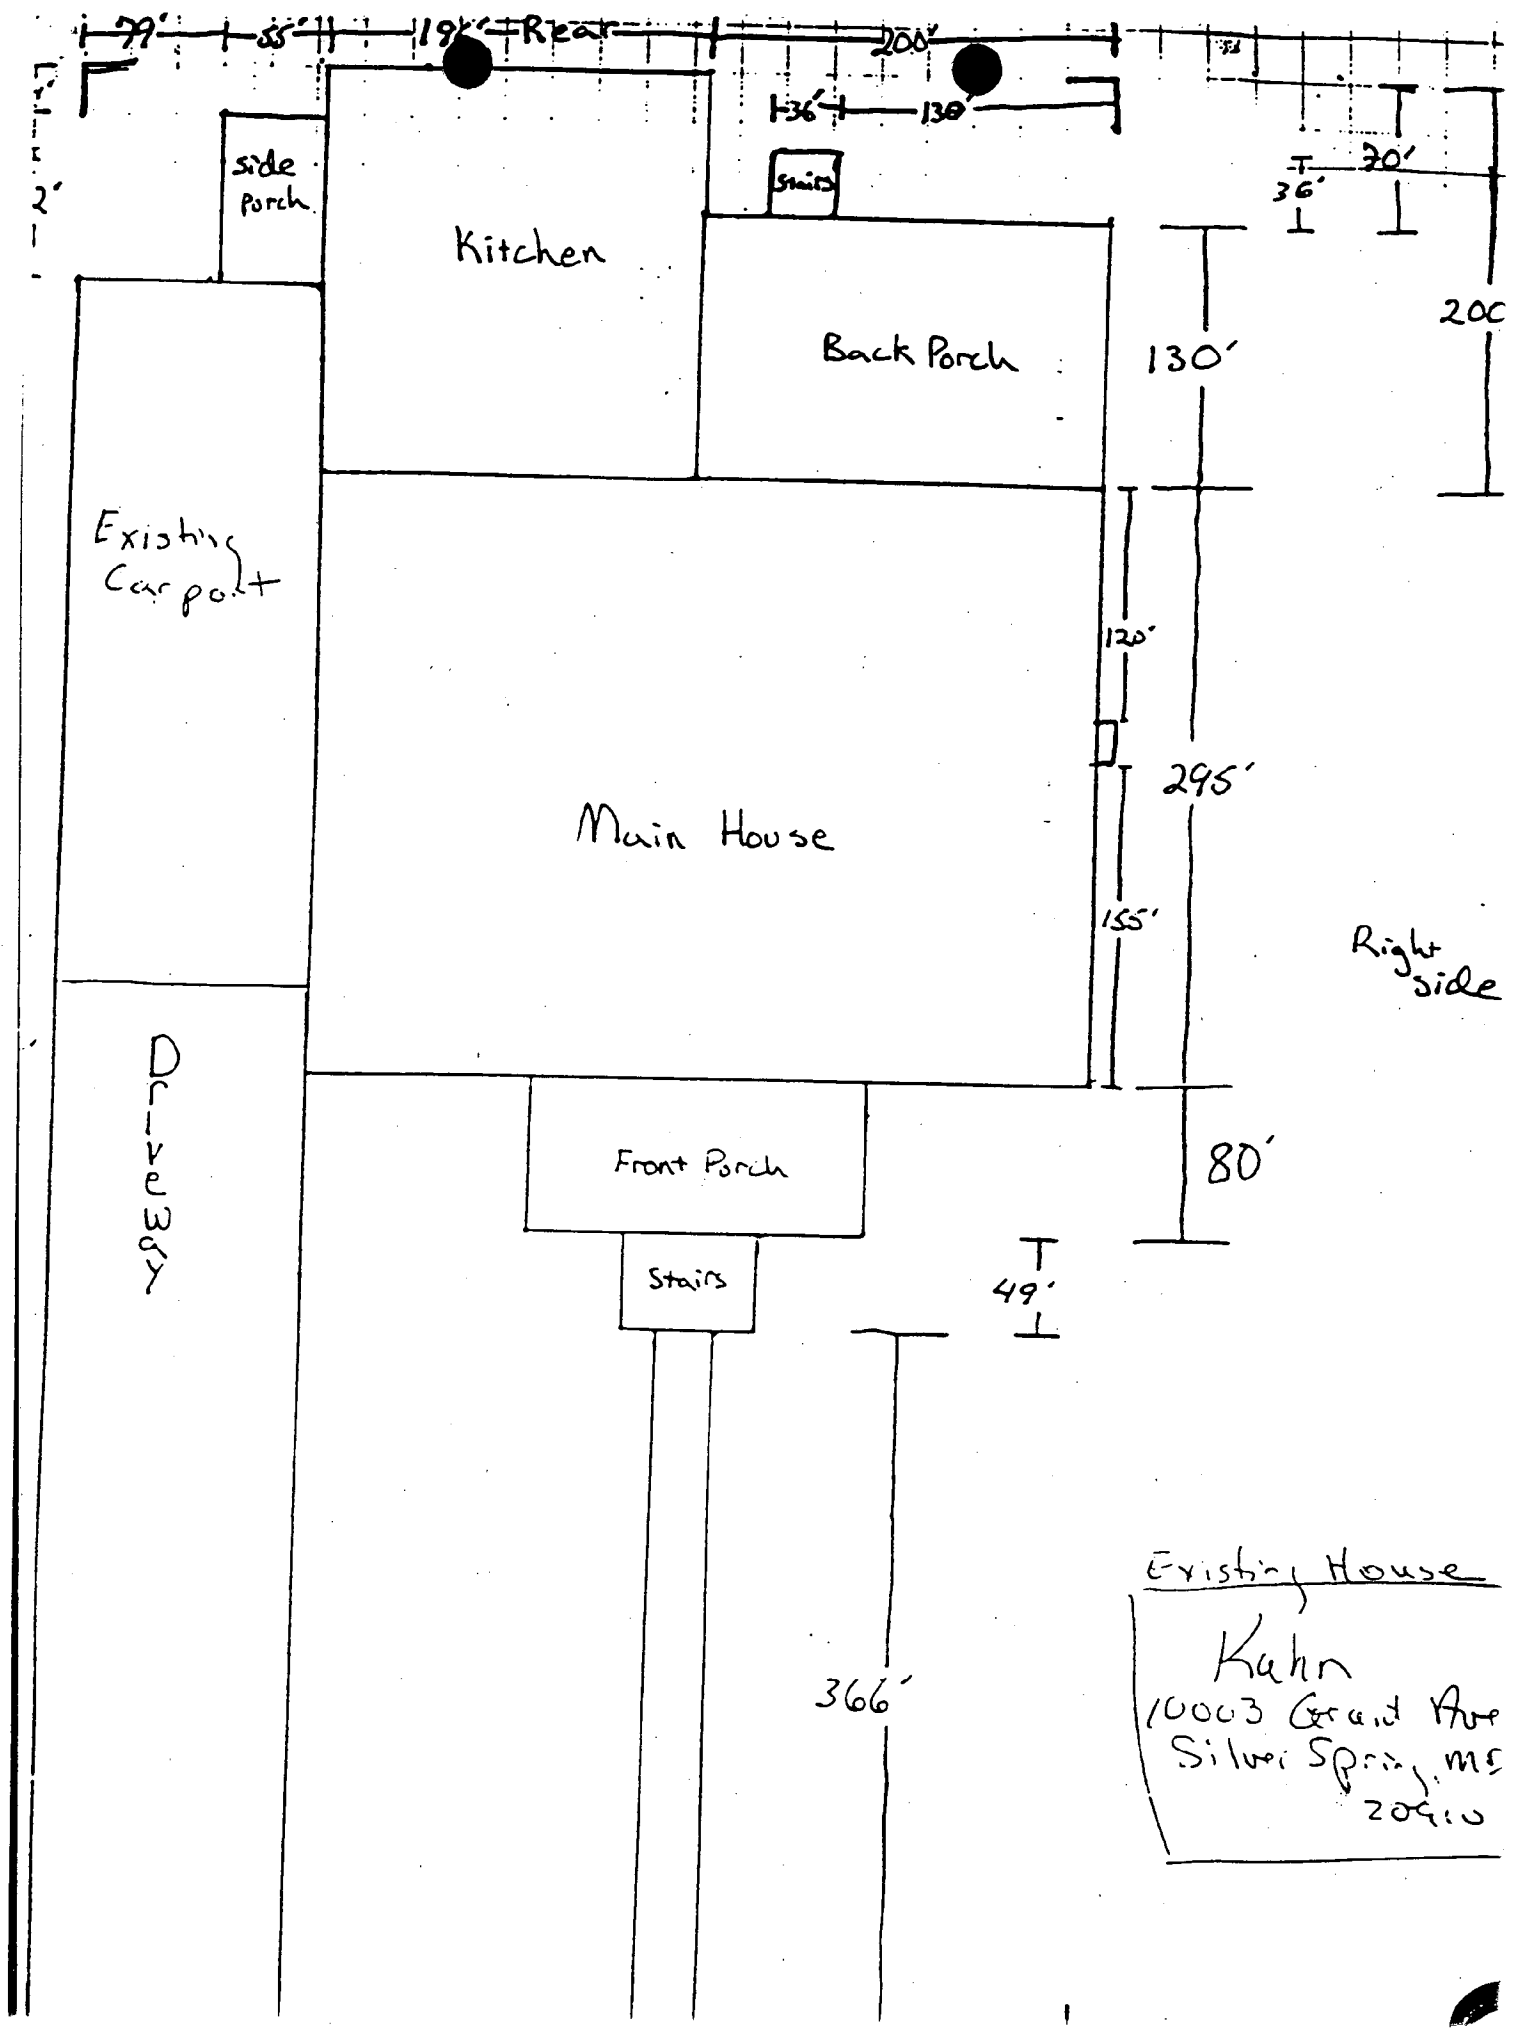 79' 55' Rear 200'
36' 130'
Side
Porch
Stairs
36' 70'
2'
Kitchen
200
Back Porch
130'
Existing
Carport
120'
295'
Main House
155'
Right
side
Driveway
Front Porch
80'
Stairs
49'
Existing House
Kahn
366'
10003 Grant Ave
Silver Spring, MD
20910